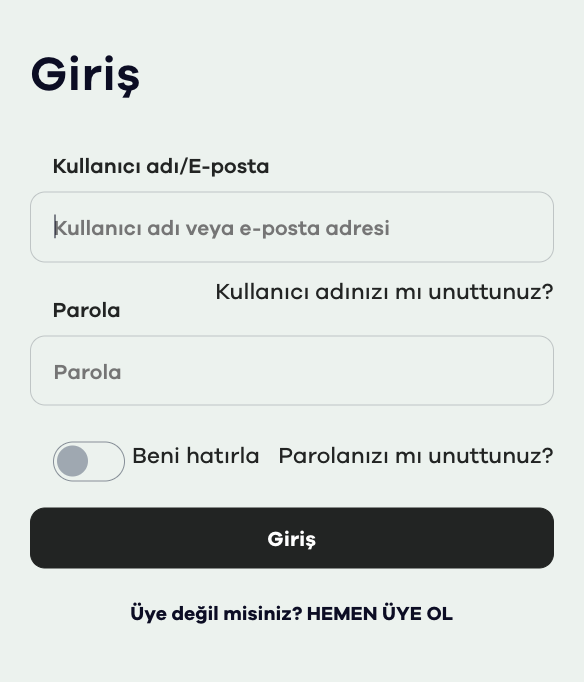 Giriş
Kullanıcı adı/E-posta
Kullanıcı adı veya e-posta adresi
Kullanıcı adınızı mı unuttunuz?
Parola
Parola
Beni hatırla Parolanızı mı unuttunuz?
Giriş
Üye değil misiniz? HEMEN ÜYE OL